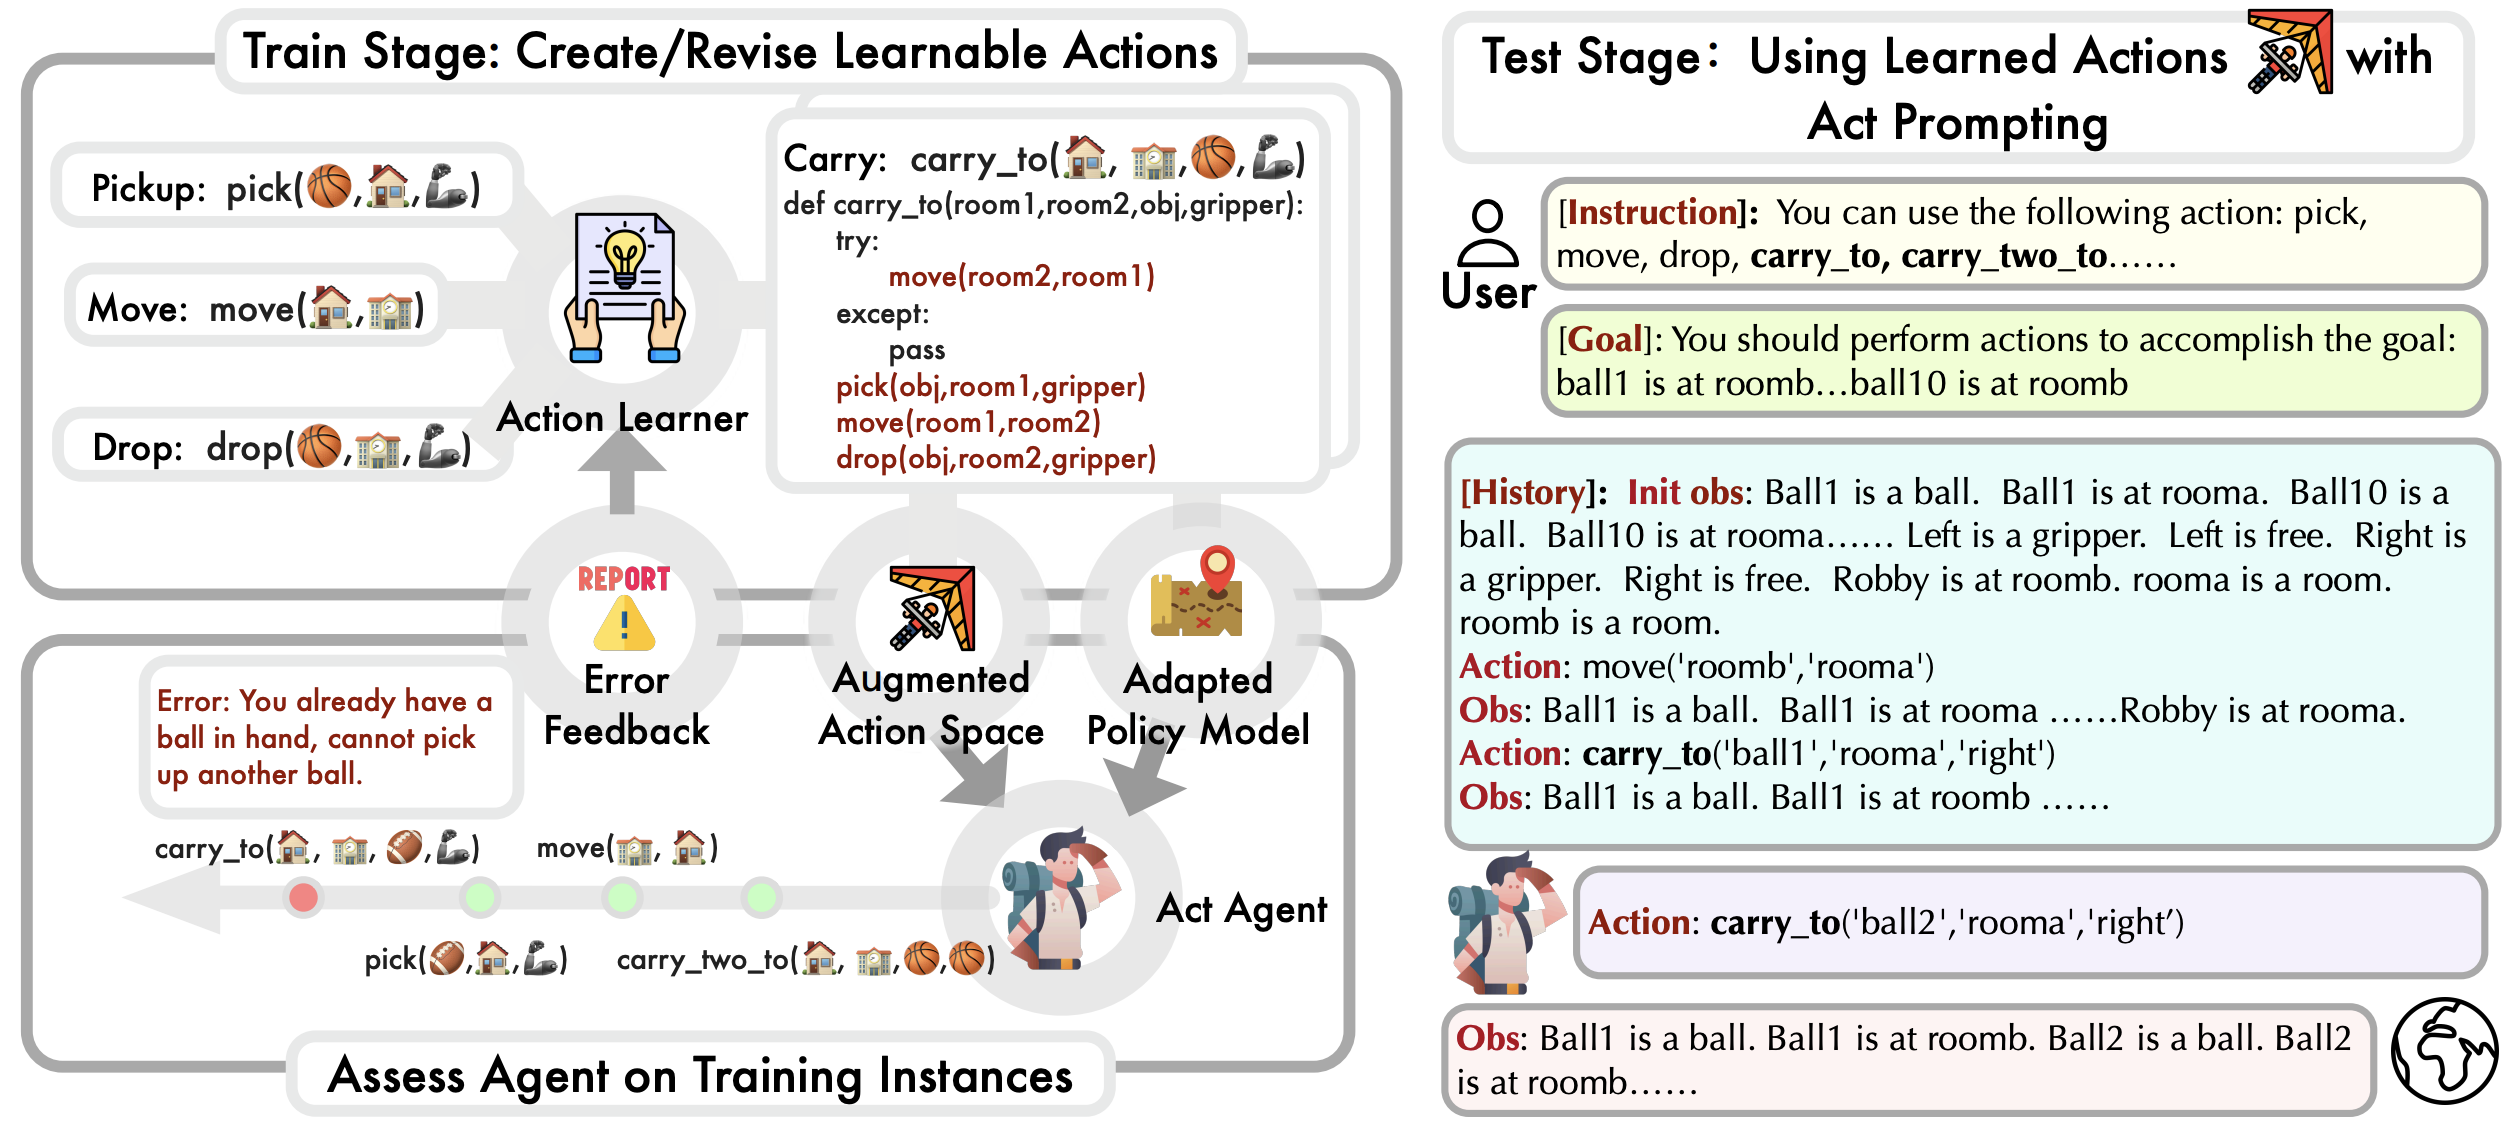 Train Stage: Create/Revise Learnable Actions
Pickup: pick( , , )
Move: move( , )
Drop: drop( , , )
Action Learner
Carry: carry_to( , , , )
def carry_to(room1,room2,obj,gripper):
try:
move(room2,room1)
except:
pass
pick(obj,room1,gripper)
move(room1,room2)
drop(obj,room2,gripper)
REPORT
!
Error
Feedback
Augmented
Action Space
Adapted
Policy Model
Error: You already have a
ball in hand, cannot pick
up another ball.
carry_to( , , , )
move( , )
pick( , , )
carry_two_to( , , , )
Act Agent
Assess Agent on Training Instances
Test Stage: Using Learned Actions with
Act Prompting
User
[Instruction]: You can use the following action: pick,
move, drop, carry_to, carry_two_to......
[Goal]: You should perform actions to accomplish the goal:
ball1 is at roomb...ball10 is at roomb
[History]: Init obs: Ball1 is a ball. Ball1 is at rooma. Ball10 is a
ball. Ball10 is at rooma...... Left is a gripper. Left is free. Right is
a gripper. Right is free. Robby is at roomb. rooma is a room.
roomb is a room.
Action: move('roomb','rooma')
Obs: Ball1 is a ball. Ball1 is at rooma ......Robby is at rooma.
Action: carry_to('ball1','rooma','right')
Obs: Ball1 is a ball. Ball1 is at roomb ......
Action: carry_to('ball2','rooma','right’)
Obs: Ball1 is a ball. Ball1 is at roomb. Ball2 is a ball. Ball2
is at roomb......